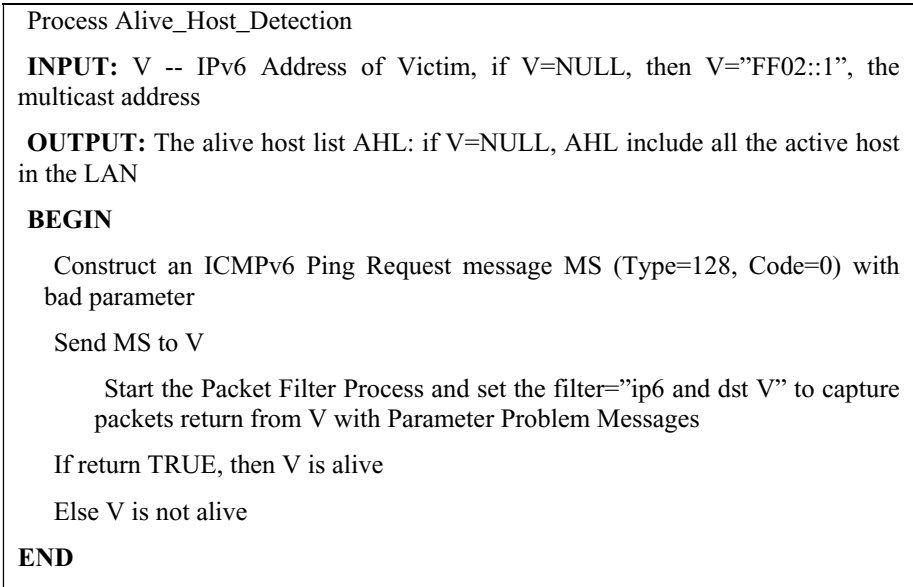 Process Alive_Host_Detection
INPUT: V -- IPv6 Address of Victim, if V=NULL, then V=”FF02::1”, the
multicast address
OUTPUT: The alive host list AHL: if V=NULL, AHL include all the active host
in the LAN
BEGIN
Construct an ICMPv6 Ping Request message MS (Type=128, Code=0) with
bad parameter
Send MS to V
Start the Packet Filter Process and set the filter=”ip6 and dst V” to capture
packets return from V with Parameter Problem Messages
If return TRUE, then V is alive
Else V is not alive
END